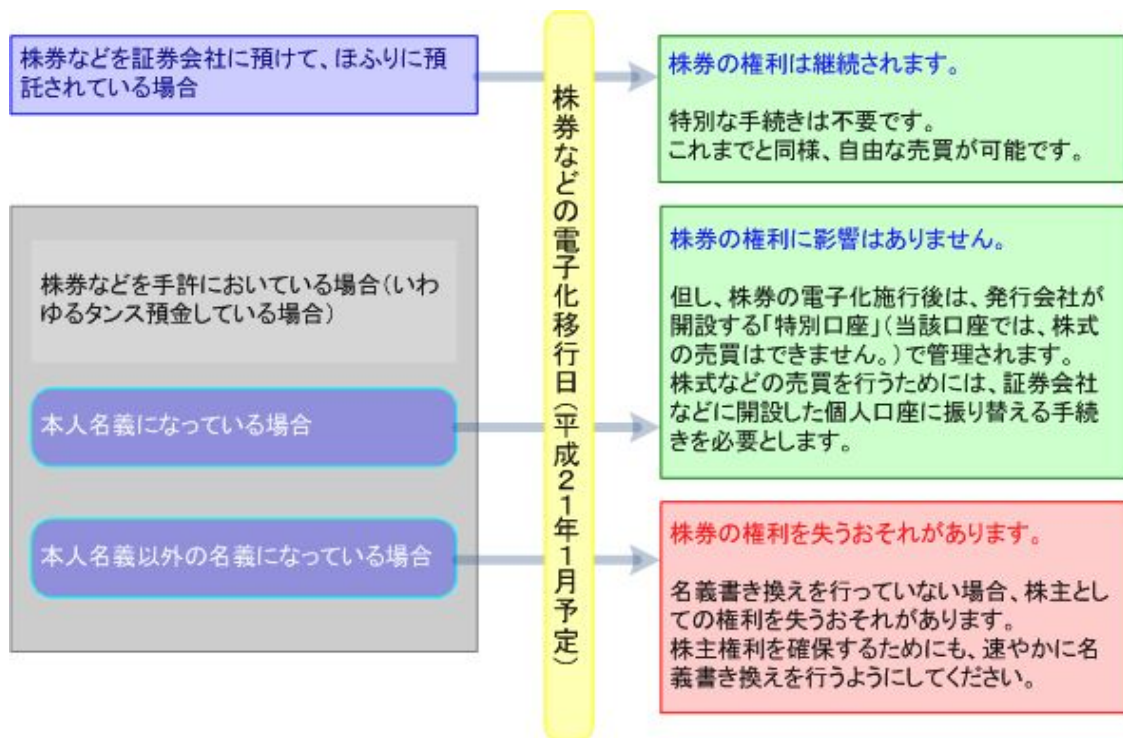 株券などを証券会社に預けて、ほふりに預
託されている場合
株券などを手許においている場合（いわ
ゆるタンス預金している場合）
本人名義になっている場合
本人名義以外の名義になっている場合
株券などの電子化移行日（平成２１年１月予定）
株券の権利は継続されます。
特別な手続きは不要です。
これまでと同様、自由な売買が可能です。
株券の権利に影響はありません。
但し、株券の電子化施行後は、発行会社が
開設する「特別口座」（当該口座では、株式
の売買はできません。）で管理されます。
株式などの売買を行うためには、証券会社
などに開設した個人口座に振り替える手続
きを必要とします。
株券の権利を失うおそれがあります。
名義書き換えを行っていない場合、株主とし
ての権利を失うおそれがあります。
株主権利を確保するためにも、速やかに名
義書き換えを行うようにしてください。